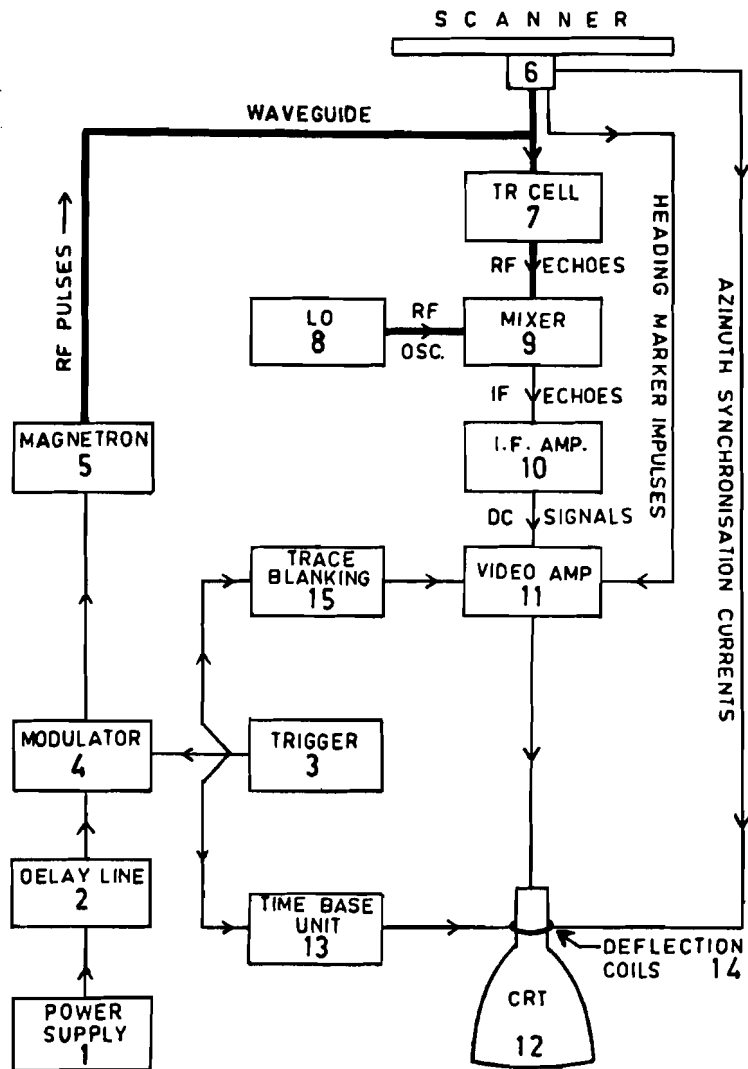 SCANNER
6
WAVEGUIDE
TR CELL
7
RF PULSES
RF ECHOES
HEADING MARKER IMPULSES
AZIMUTH SYNCHRONISATION CURRENTS
LO
8
RF
OSC.
MIXER
9
IF ECHOES
MAGNETRON
5
I.F. AMP.
10
DC SIGNALS
TRACE
BLANKING
15
VIDEO AMP
11
MODULATOR
4
TRIGGER
3
DELAY LINE
2
TIME BASE
UNIT
13
DEFLECTION
COILS 14
POWER
SUPPLY
1
CRT
12